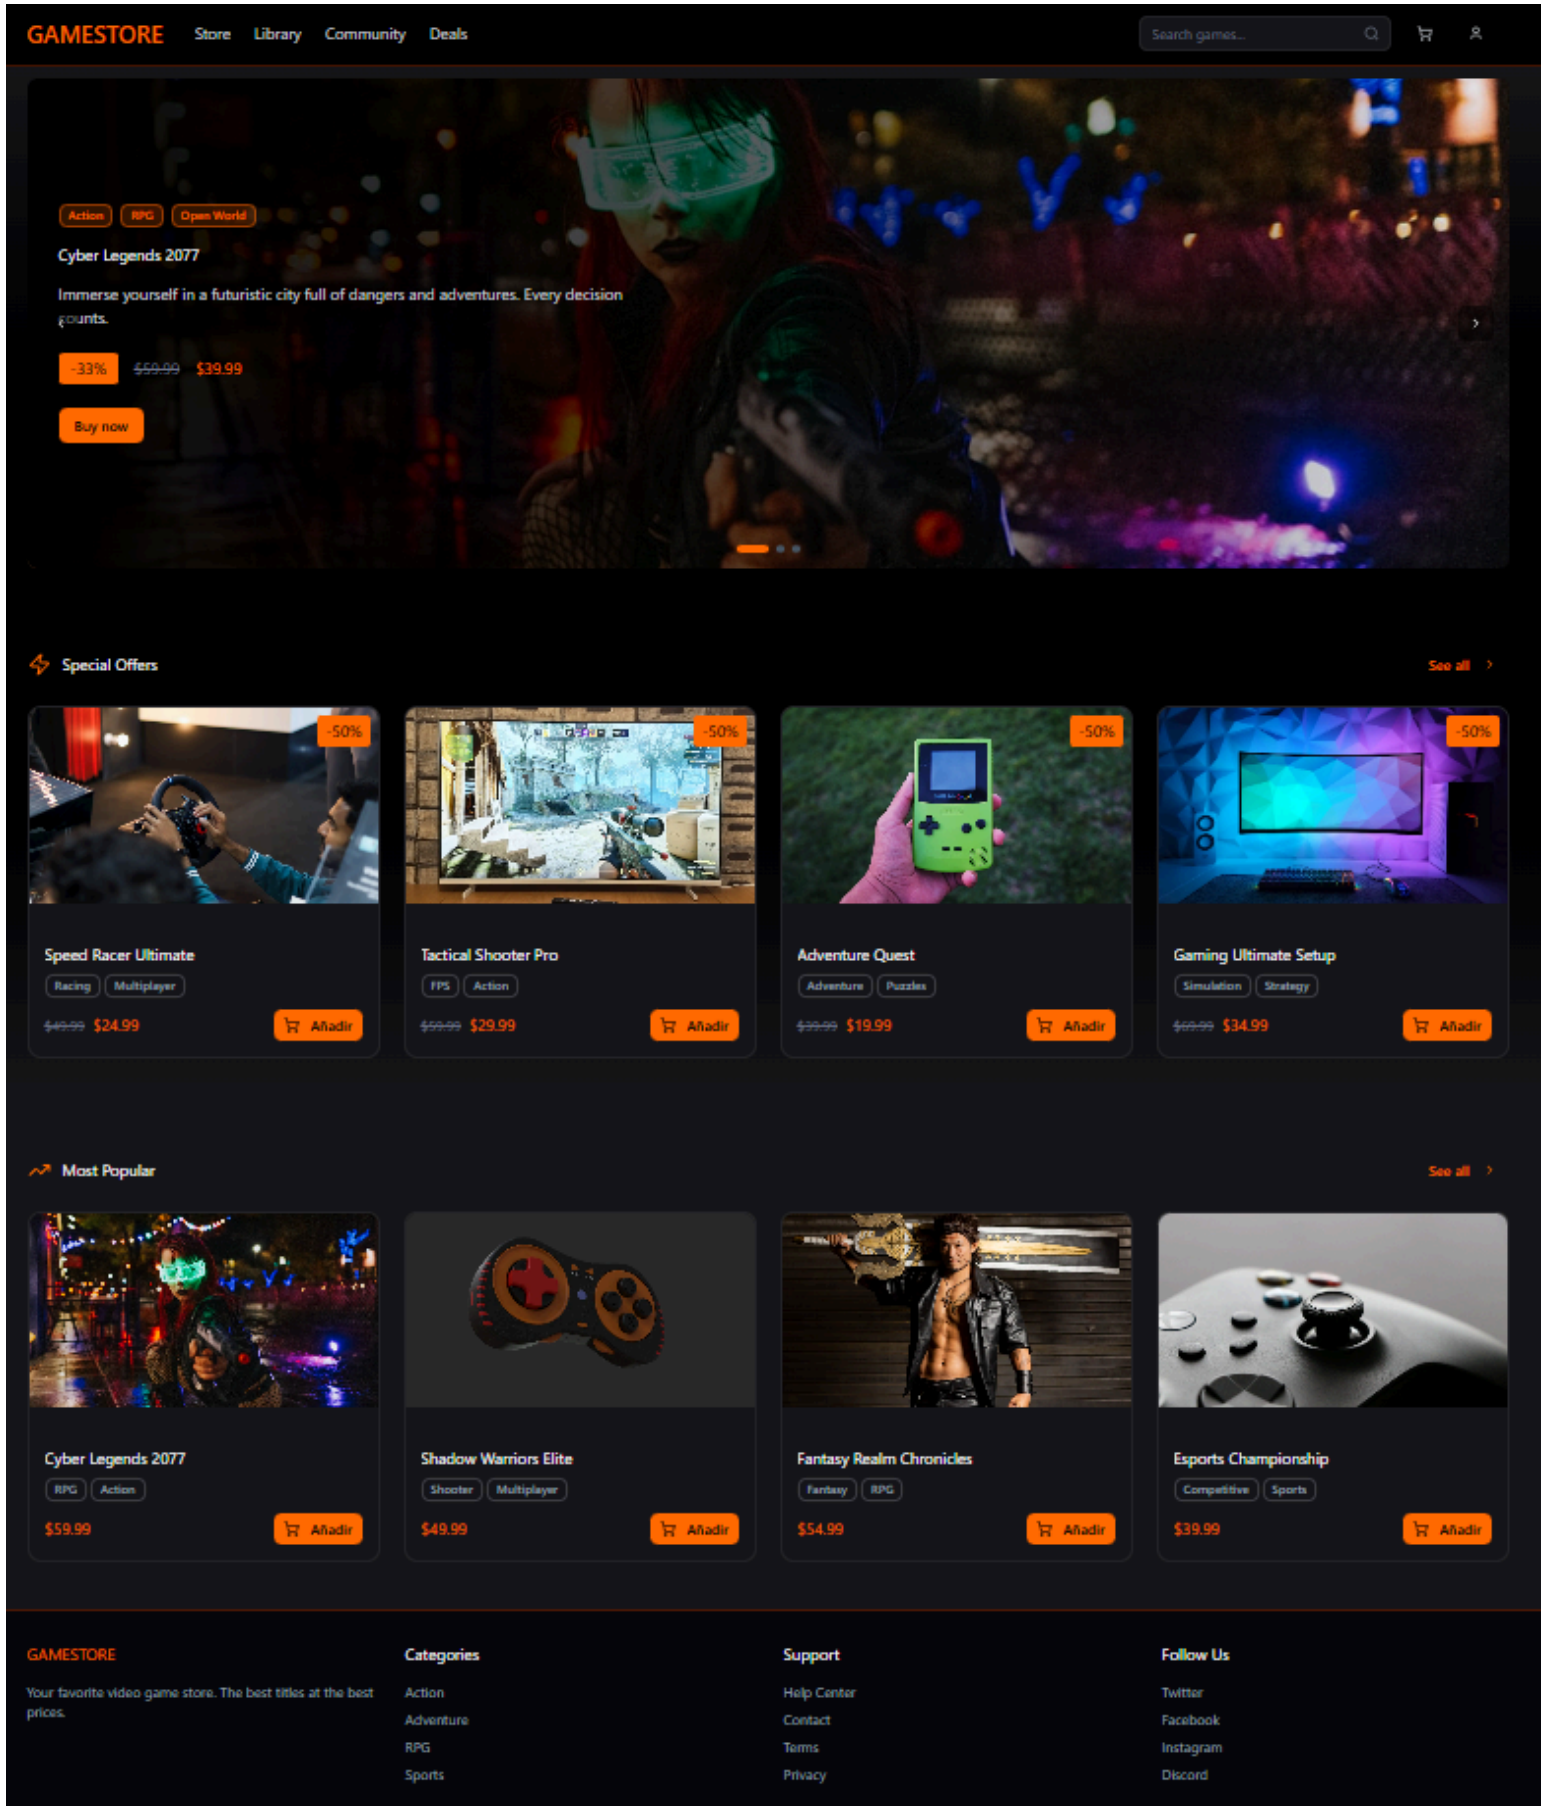 GAMESTORE
Store
Library
Community
Deals
Search games...
Action
RPG
Open World
Cyber Legends 2077
Immerse yourself in a futuristic city full of dangers and adventures. Every decision
counts.
-33%
$59.99
$39.99
Buy now
Special Offers
See all
-50%
Speed Racer Ultimate
Racing
Multiplayer
$49.99
$24.99
Añadir
-50%
Tactical Shooter Pro
FPS
Action
$59.99
$29.99
Añadir
-50%
Adventure Quest
Adventure
Puzzles
$39.99
$19.99
Añadir
-50%
Gaming Ultimate Setup
Simulation
Strategy
$69.99
$34.99
Añadir
Most Popular
See all
Cyber Legends 2077
RPG
Action
$59.99
Añadir
Shadow Warriors Elite
Shooter
Multiplayer
$49.99
Añadir
Fantasy Realm Chronicles
Fantasy
RPG
$54.99
Añadir
Esports Championship
Competitive
Sports
$39.99
Añadir
GAMESTORE
Your favorite video game store. The best titles at the best
prices.
Categories
Action
Adventure
RPG
Sports
Support
Help Center
Contact
Terms
Privacy
Follow Us
Twitter
Facebook
Instagram
Discord